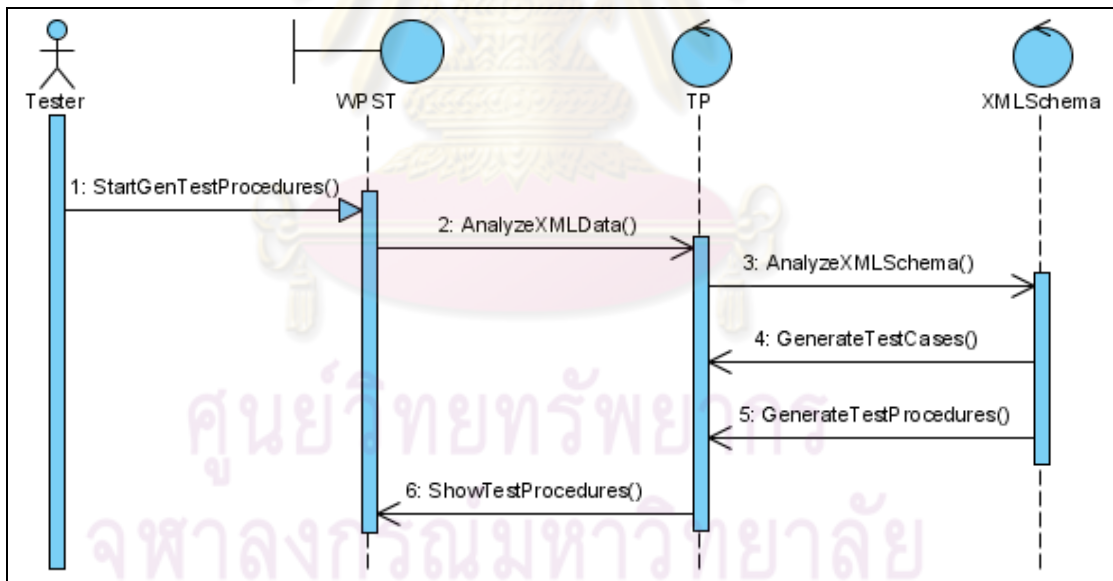 Tester
WPST
TP
XMLSchema
1: StartGenTestProcedures()
2: AnalyzeXMLData()
3: AnalyzeXMLSchema()
4: GenerateTestCases()
5: GenerateTestProcedures()
6: ShowTestProcedures()
ศูนย์วิทยทรัพยากร
จุฬาลงกรณ์มหาวิทยาลัย